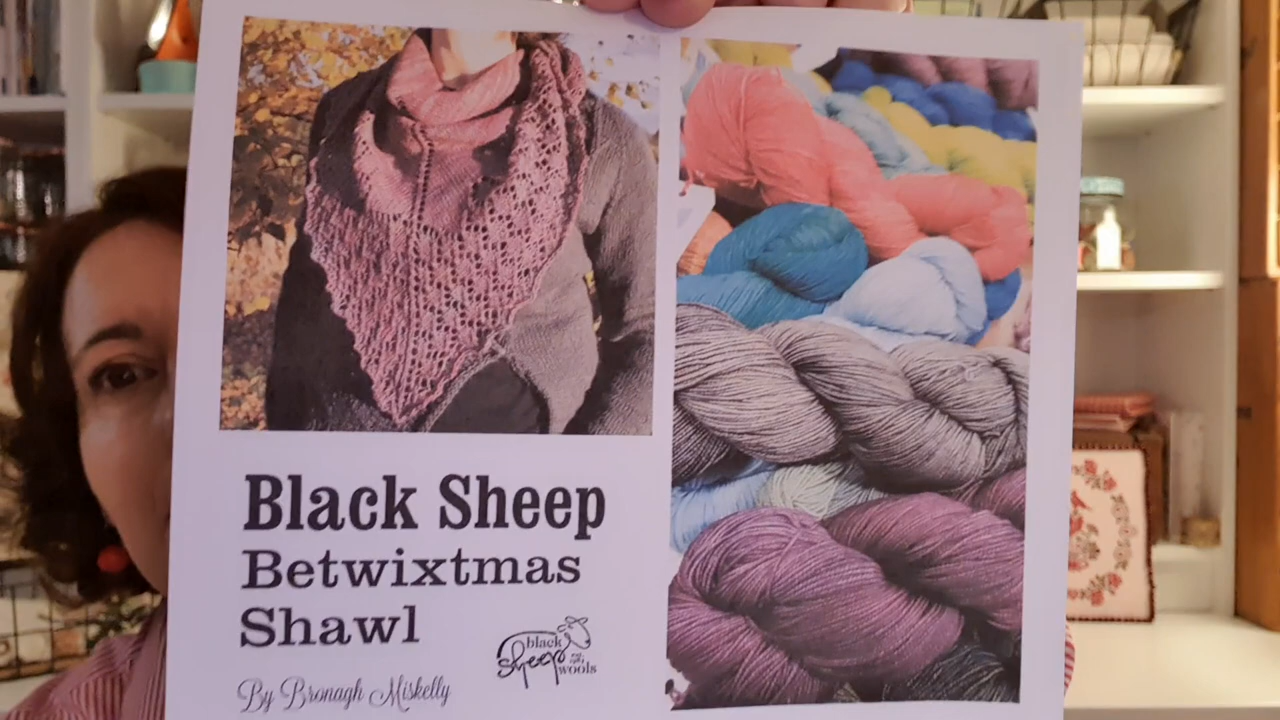 Black Sheep
Betwixtmas
Shawl
By Bronagh Miskelly
black
sheep
wools